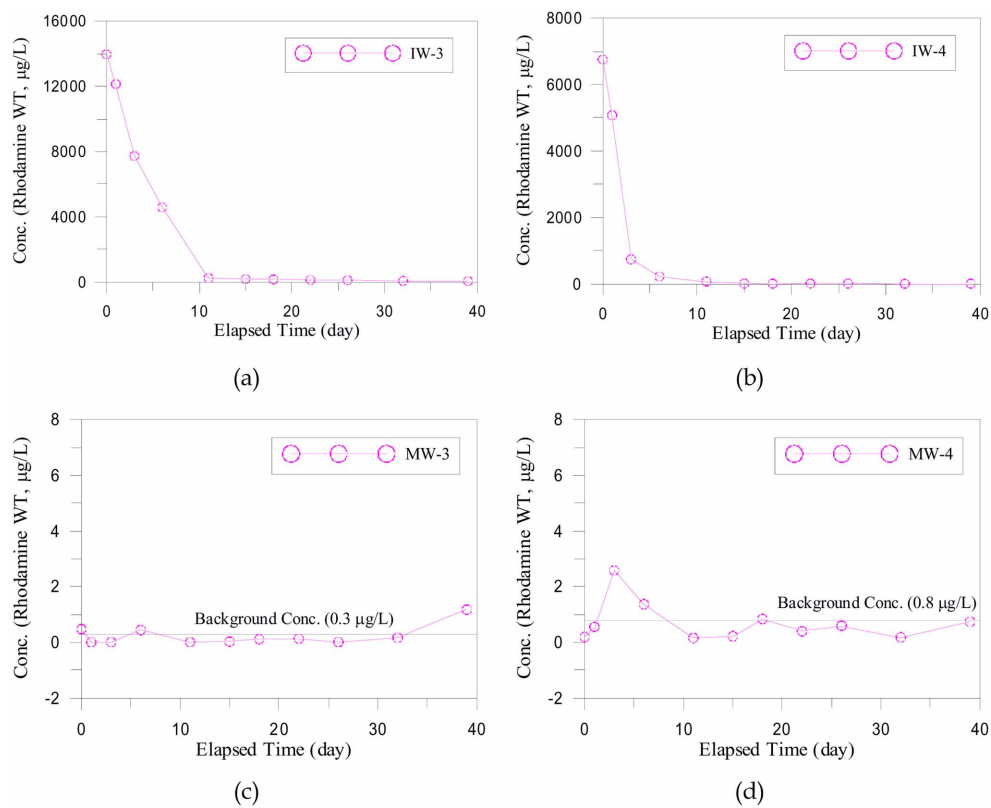 16000
12000
8000
4000
0
Conc. (Rhodamine WT, μg/L)
IW-3
0 10 20 30 40
Elapsed Time (day)
(a)
8000
6000
4000
2000
0
Conc. (Rhodamine WT, μg/L)
IW-4
0 10 20 30 40
Elapsed Time (day)
(b)
8
6
4
2
0
-2
Conc. (Rhodamine WT, μg/L)
MW-3
Background Conc. (0.3 μg/L)
0 10 20 30 40
Elapsed Time (day)
(c)
8
6
4
2
0
-2
Conc. (Rhodamine WT, μg/L)
MW-4
Background Conc. (0.8 μg/L)
0 10 20 30 40
Elapsed Time (day)
(d)